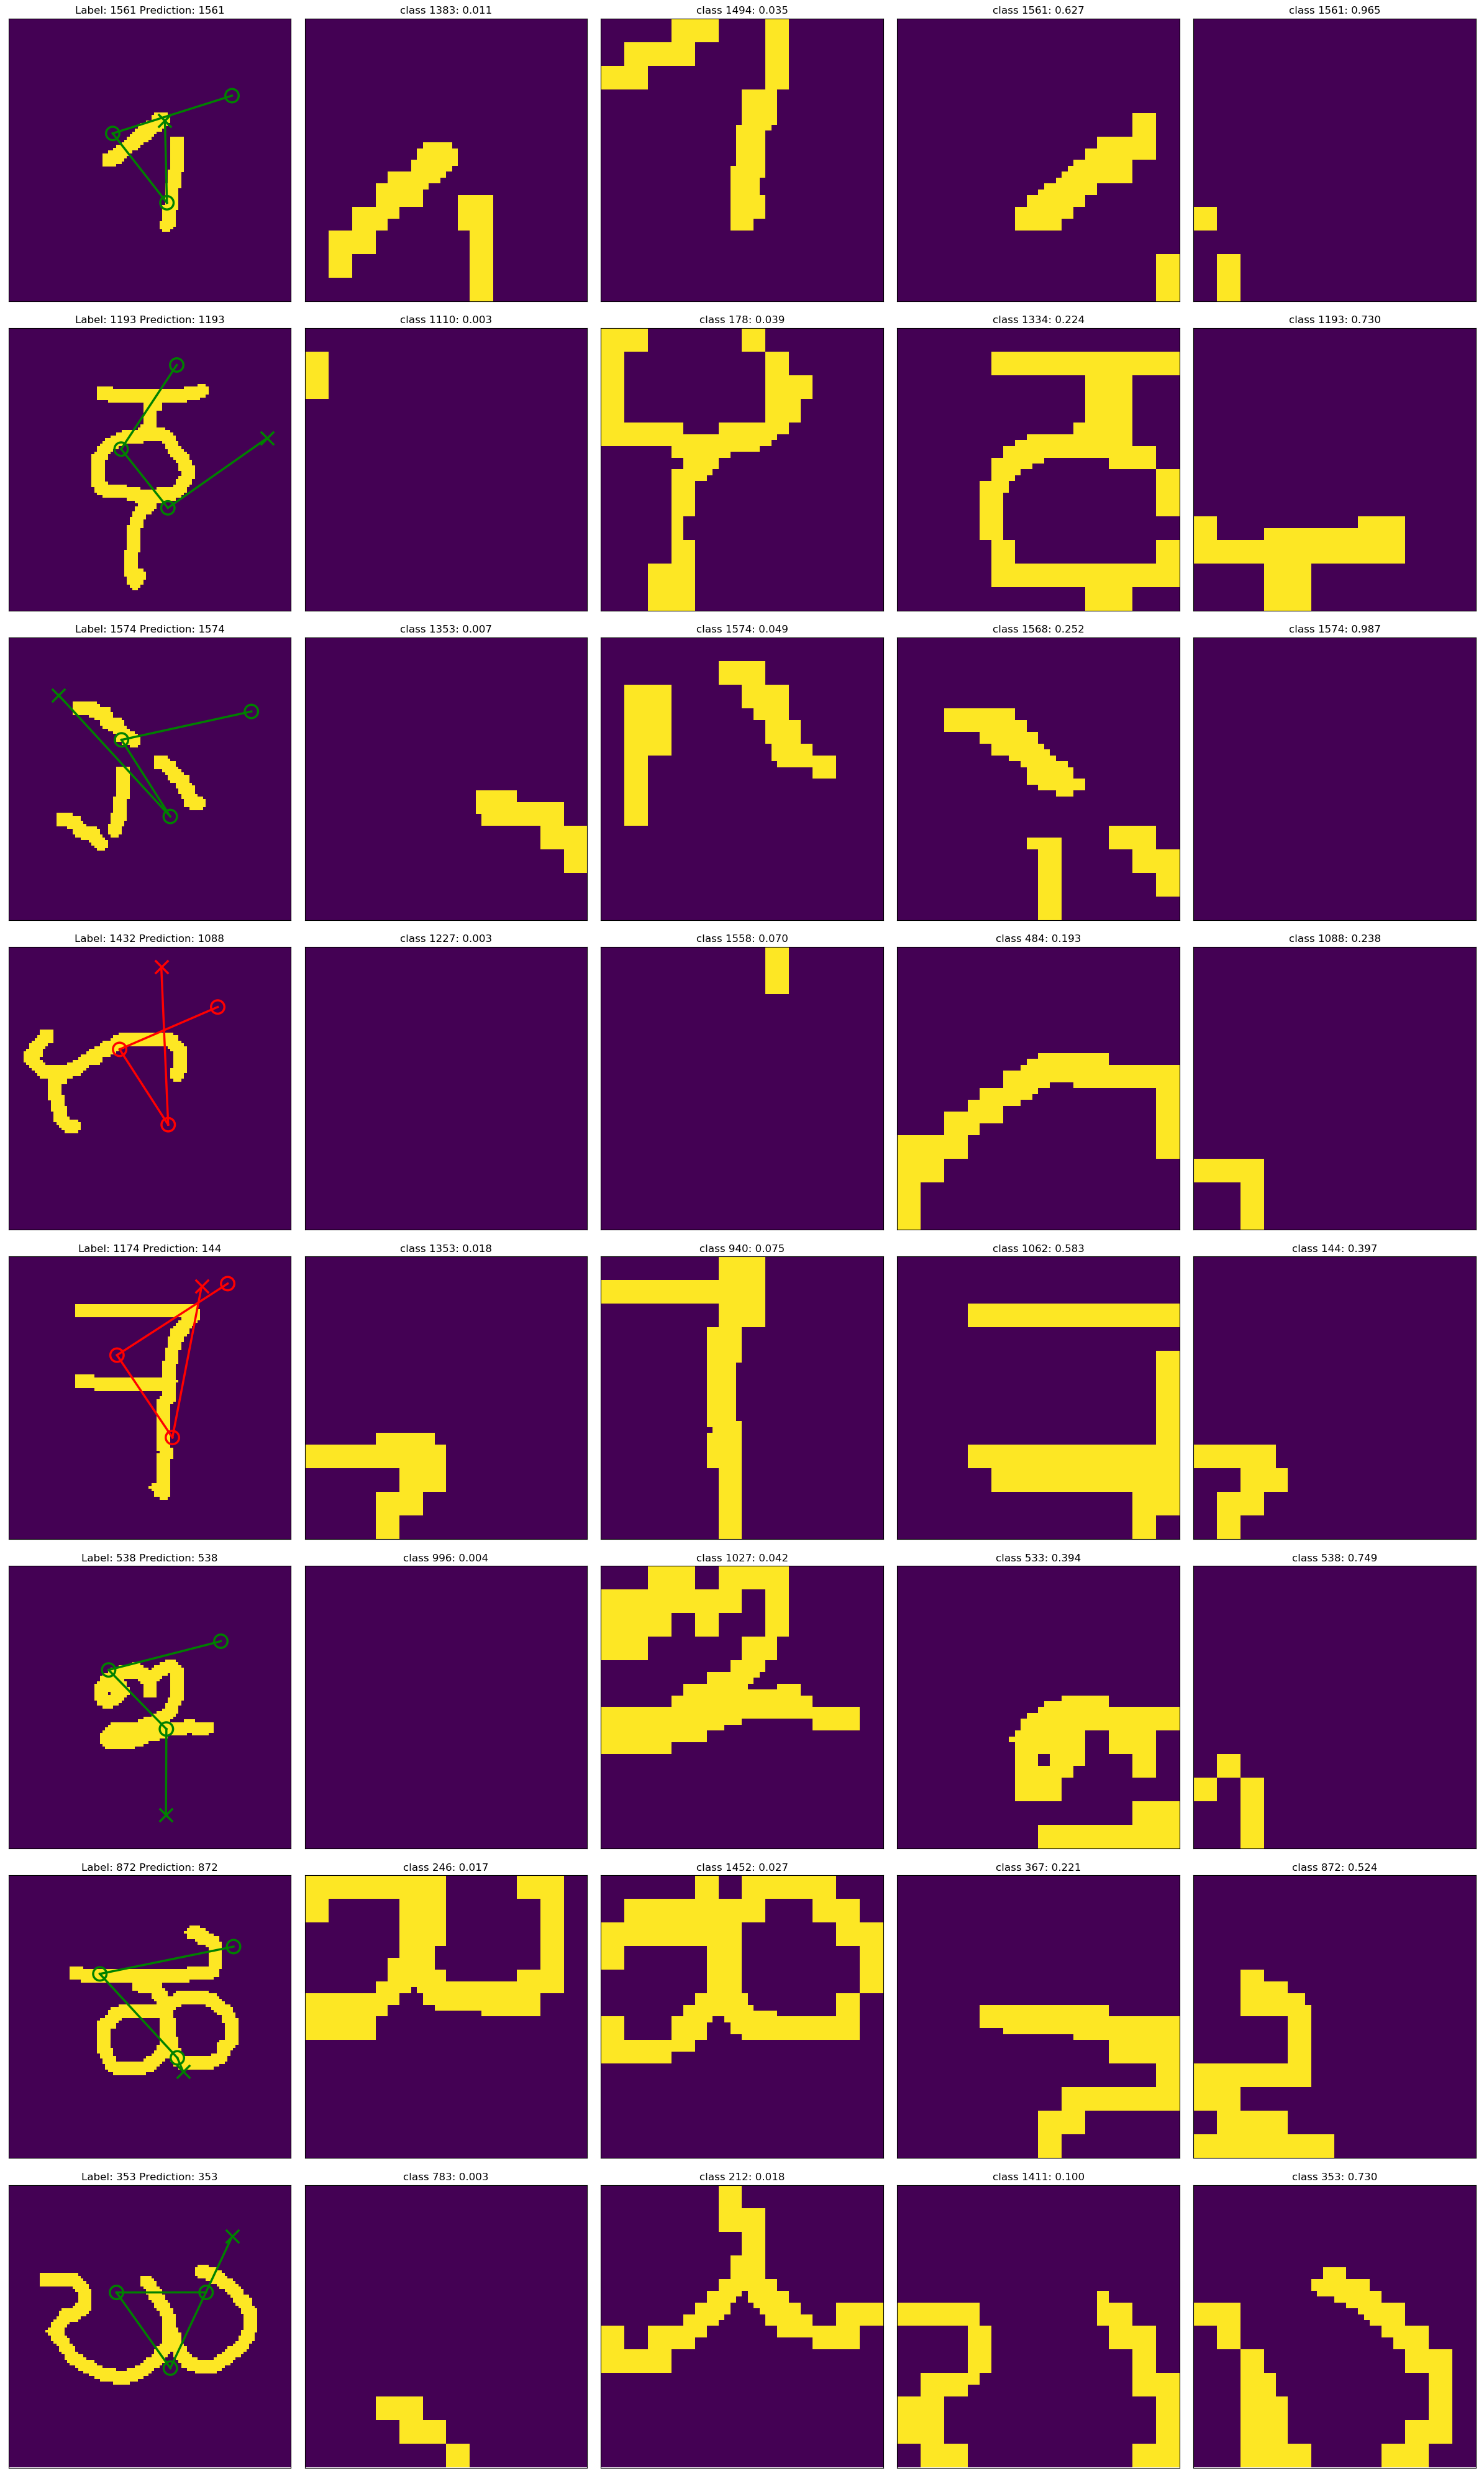 Label: 1561 Prediction: 1561 class 1383: 0.011 class 1494: 0.035 class 1561: 0.627 class 1561: 0.965
Label: 1193 Prediction: 1193 class 1110: 0.003 class 178: 0.039 class 1334: 0.224 class 1193: 0.730
Label: 1574 Prediction: 1574 class 1353: 0.007 class 1574: 0.049 class 1568: 0.252 class 1574: 0.987
Label: 1432 Prediction: 1088 class 1227: 0.003 class 1558: 0.070 class 484: 0.193 class 1088: 0.238
Label: 1174 Prediction: 144 class 1353: 0.018 class 940: 0.075 class 1062: 0.583 class 144: 0.397
Label: 538 Prediction: 538 class 996: 0.004 class 1027: 0.042 class 533: 0.394 class 538: 0.749
Label: 872 Prediction: 872 class 246: 0.017 class 1452: 0.027 class 367: 0.221 class 872: 0.524
Label: 353 Prediction: 353 class 783: 0.003 class 212: 0.018 class 1411: 0.100 class 353: 0.730